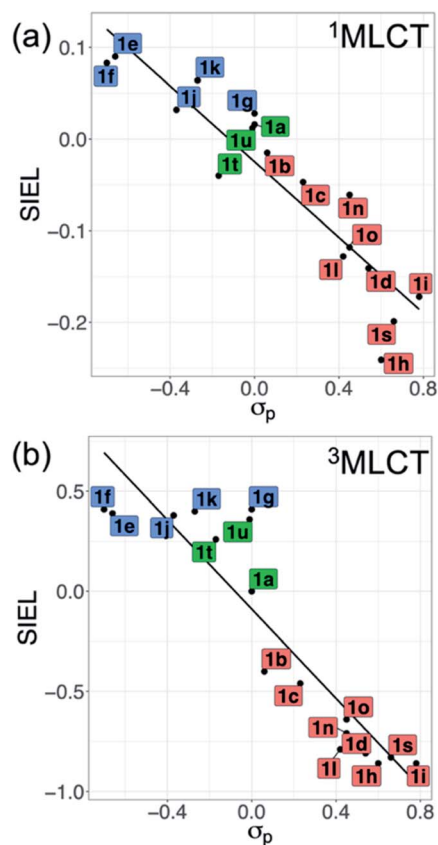 (a)
¹MLCT
0.1
0.0
−0.1
−0.2
SIEL
1e
1f
1k
1j
1g
1a
1u
1t
1b
1c
1n
1o
1l
1d
1i
1s
1h
−0.4
0.0
0.4
0.8
σp
(b)
³MLCT
0.5
0.0
−0.5
−1.0
SIEL
1f
1e
1k
1g
1j
1u
1t
1a
1b
1c
1o
1n
1d
1s
1l
1h
1i
−0.4
0.0
0.4
0.8
σp